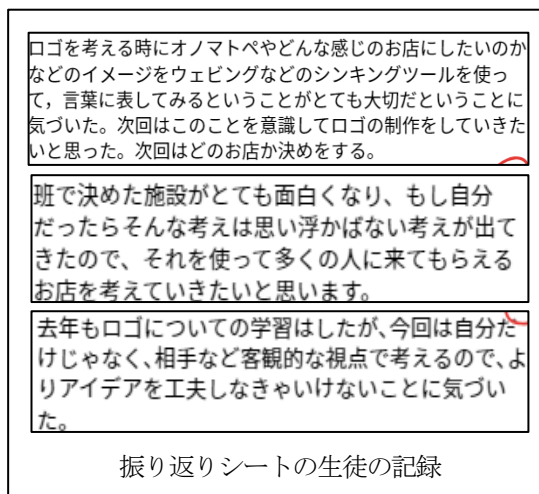 ロゴを考える時にオノマトペやどんな感じのお店にしたいのか
などのイメージをウェビングなどのシンキングツールを使っ
て，言葉に表してみるということがとても大切だということに
気づいた。次回はこのことを意識してロゴの制作をしていきた
いと思った。次回はどのお店か決めをする。
班で決めた施設がとても面白くなり、もし自分
だったらそんな考えは思い浮かばない考えが出て
きたので、それを使って多くの人に来てもらえる
お店を考えていきたいと思います。
去年もロゴについての学習はしたが、今回は自分だ
けじゃなく、相手など客観的な視点で考えるので、よ
りアイデアを工夫しなきゃいけないことに気づい
た。
振り返りシートの生徒の記録